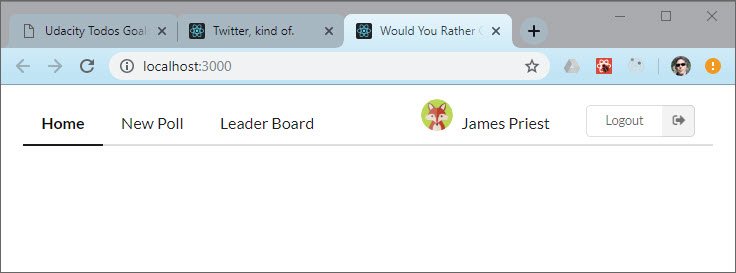 Udacity Todos Goal
Twitter, kind of.
Would You Rather
localhost:3000
Home
New Poll
Leader Board
James Priest
Logout